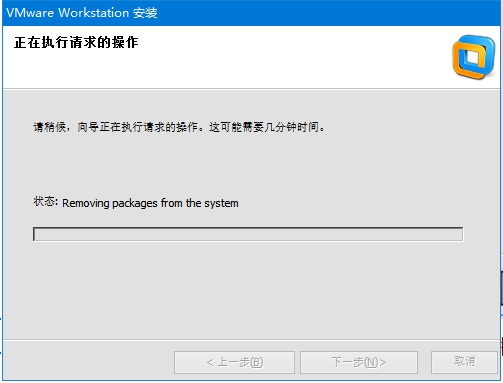 VMware Workstation 安装
正在执行请求的操作
请稍候，向导正在执行请求的操作。这可能需要几分钟时间。
状态: Removing packages from the system
< 上一步(B)
下一步(N)>
取消